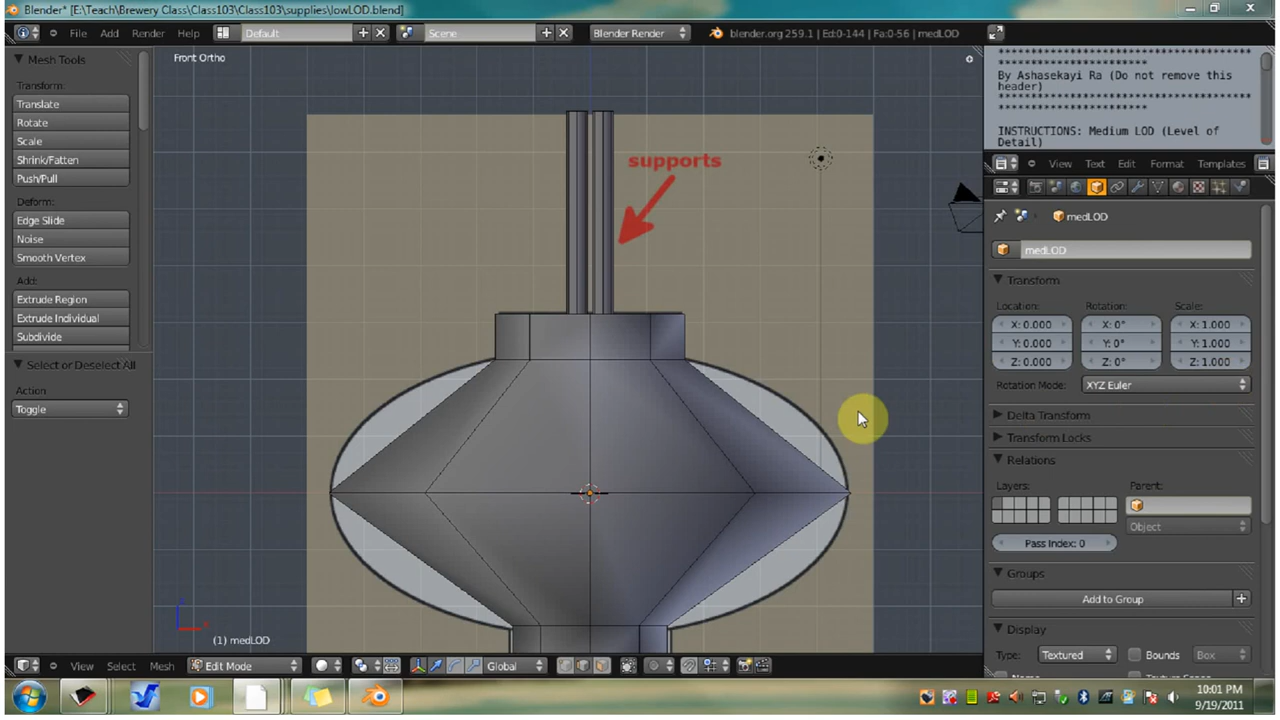 Blender* [E:\Teach\Brewery Class\Class103\Class103\supplies\lowLOD.blend]
File Add Render Help Default Scene Blender Render blender.org 259.1 | Ed:0-144 | Fa:0-56 | medLOD
Mesh Tools
Transform:
Translate
Rotate
Scale
Shrink/Fatten
Push/Pull
Deform:
Edge Slide
Noise
Smooth Vertex
Add:
Extrude Region
Extrude Individual
Subdivide
Select or Deselect All
Action
Toggle
Front Ortho
supports
(1) medLOD
View Select Mesh Edit Mode Global
By Ashasekayi Ra (Do not remove this
header)
INSTRUCTIONS: Medium LOD (Level of
Detail)
View Text Edit Format Templates
medLOD
medLOD
Transform
Location: Rotation: Scale:
X: 0.000 X: 0° X: 1.000
Y: 0.000 Y: 0° Y: 1.000
Z: 0.000 Z: 0° Z: 1.000
Rotation Mode: XYZ Euler
Delta Transform
Transform Locks
Relations
Layers: Parent:
Object
Pass Index: 0
Groups
Add to Group
Display
Type: Textured Bounds Box
10:01 PM
9/19/2011